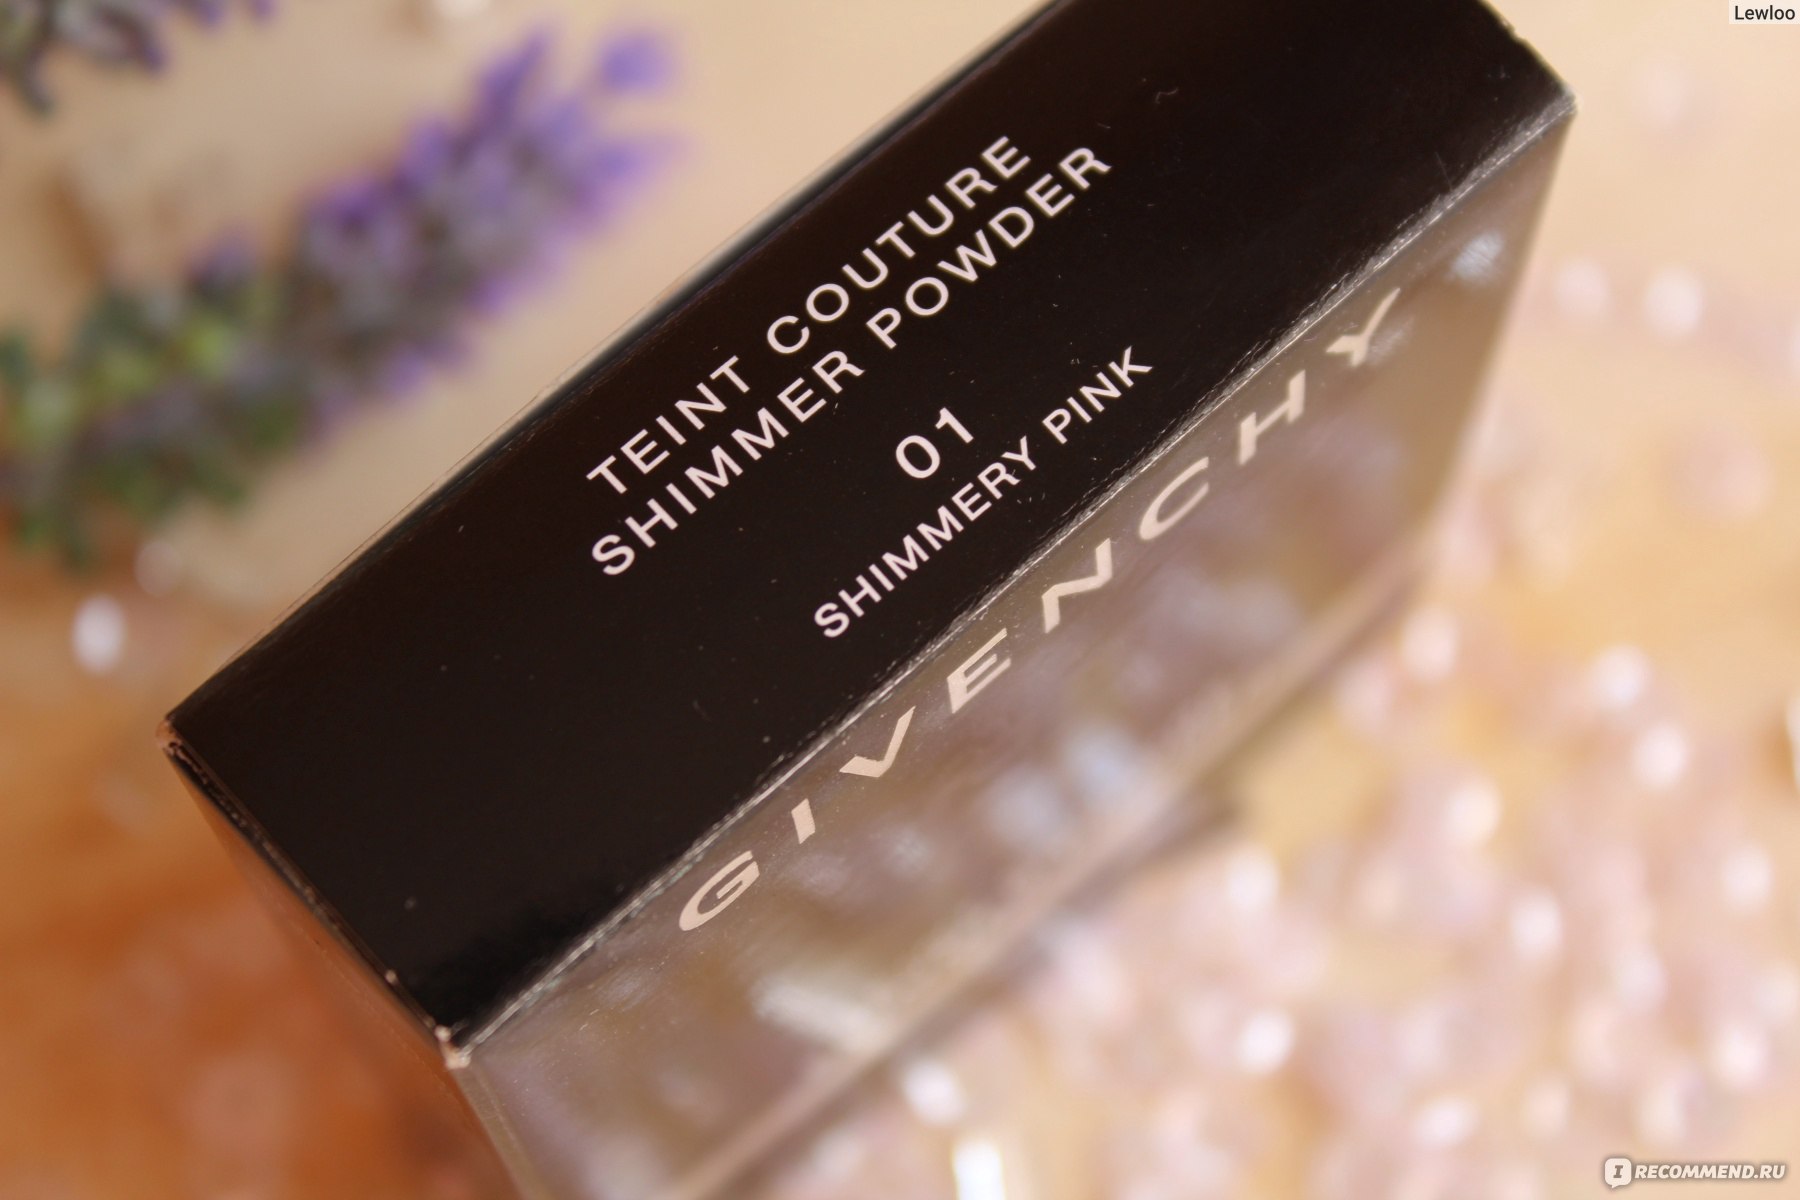 Lewloo
TEINT COUTURE
SHIMMER POWDER
01
SHIMMERY PINK
GIVENCHY
IRECOMMEND.RU